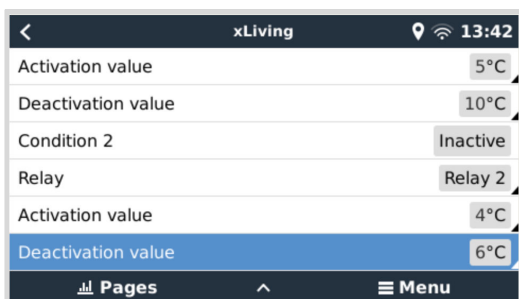 xLiving 13:42
Activation value 5°C
Deactivation value 10°C
Condition 2 Inactive
Relay Relay 2
Activation value 4°C
Deactivation value 6°C
Pages Menu